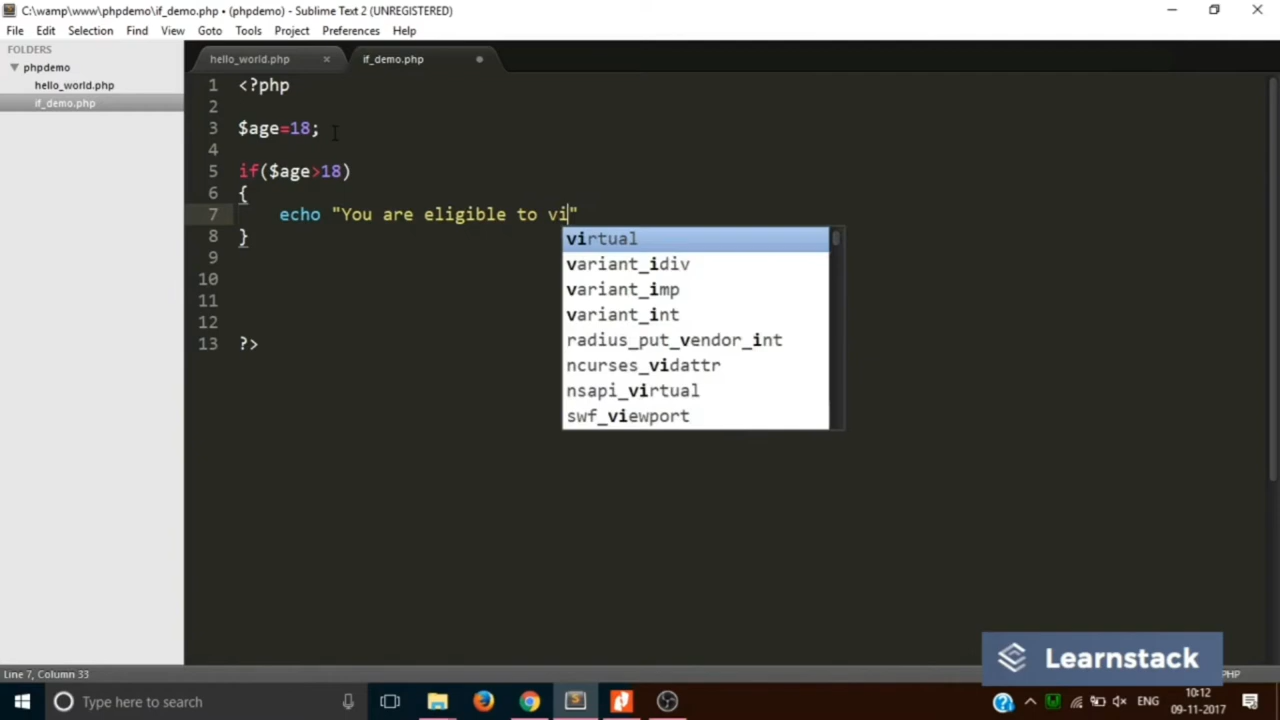 C:\wamp\www\phpdemo\if_demo.php • (phpdemo) - Sublime Text 2 (UNREGISTERED)
File Edit Selection Find View Goto Tools Project Preferences Help
FOLDERS
phpdemo
hello_world.php
if_demo.php
hello_world.php × if_demo.php
1 <?php
2
3 $age=18;
4
5 if($age>18)
6 {
7 echo "You are eligible to vi"
8 }
9
10
11
12
13 ?>
virtual
variant_idiv
variant_imp
variant_int
radius_put_vendor_int
ncurses_vidattr
nsapi_virtual
swf_viewport
Learnstack
Line 7, Column 33
PHP
Type here to search
ENG
10:12
09-11-2017